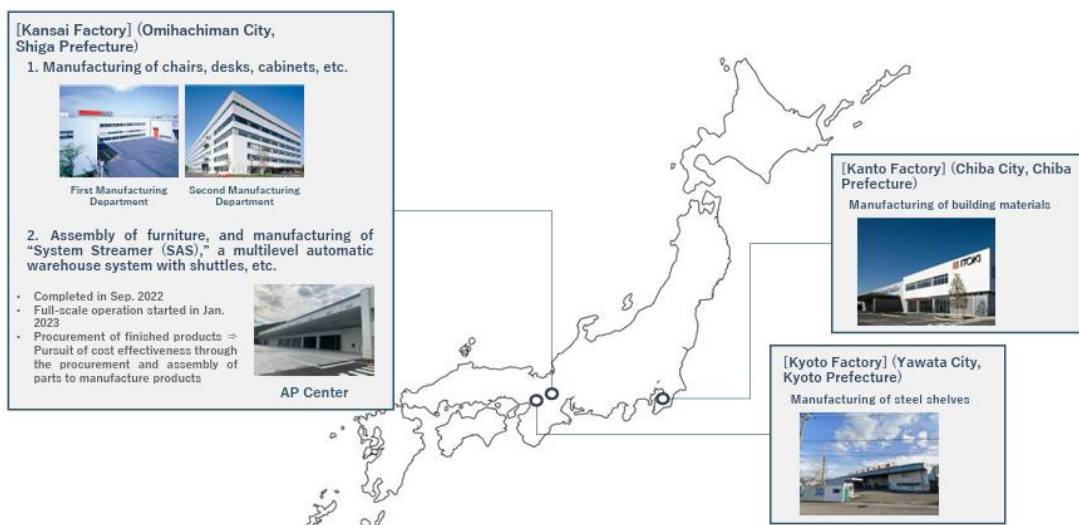 [Kansai Factory] (Omihachiman City,
Shiga Prefecture)
1. Manufacturing of chairs, desks, cabinets, etc.
First Manufacturing
Department
Second Manufacturing
Department
2. Assembly of furniture, and manufacturing of
“System Streamer (SAS),” a multilevel automatic
warehouse system with shuttles, etc.
• Completed in Sep. 2022
• Full-scale operation started in Jan.
2023
• Procurement of finished products ⇒
Pursuit of cost effectiveness through
the procurement and assembly of
parts to manufacture products
AP Center
[Kanto Factory] (Chiba City, Chiba
Prefecture)
Manufacturing of building materials
ITOKI
[Kyoto Factory] (Yawata City,
Kyoto Prefecture)
Manufacturing of steel shelves